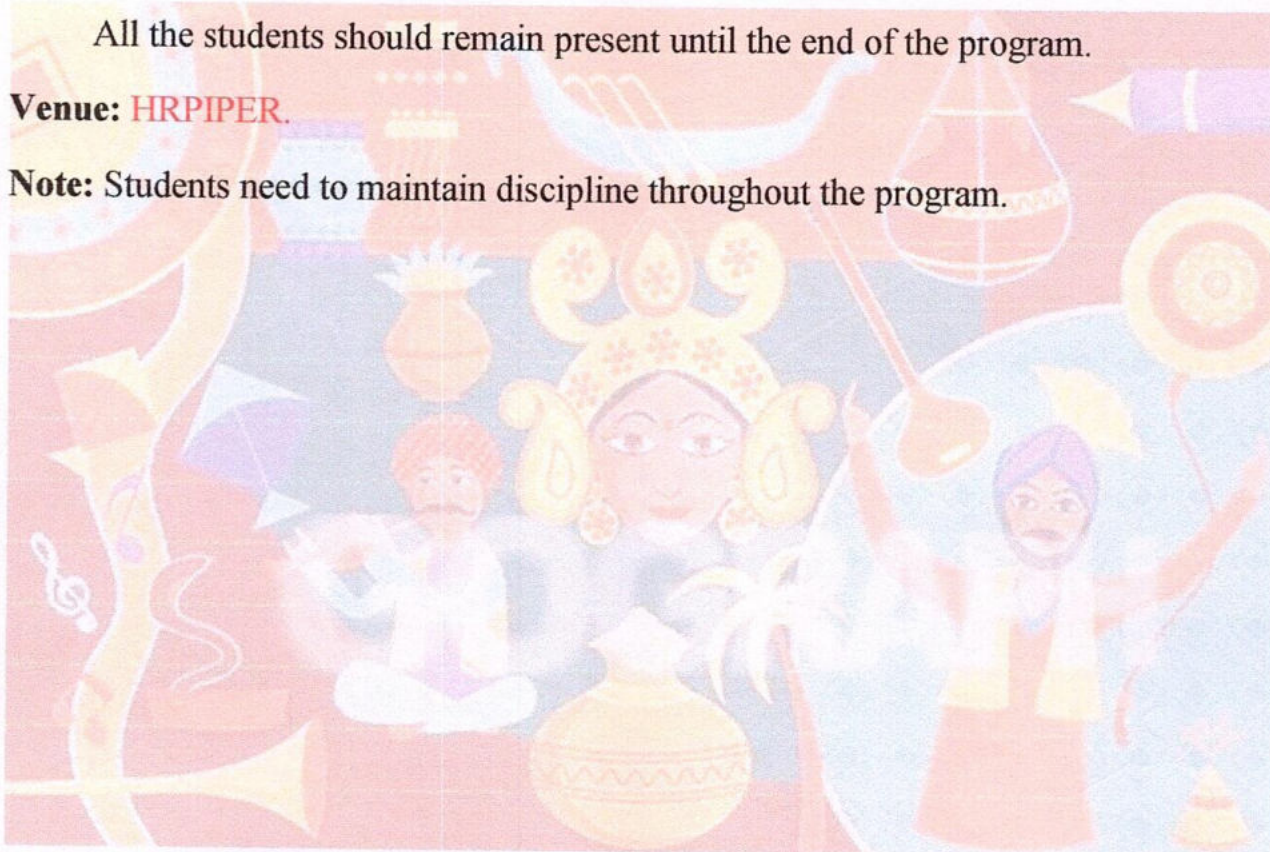 All the students should remain present until the end of the program.
Venue: HRPIPER.
Note: Students need to maintain discipline throughout the program.